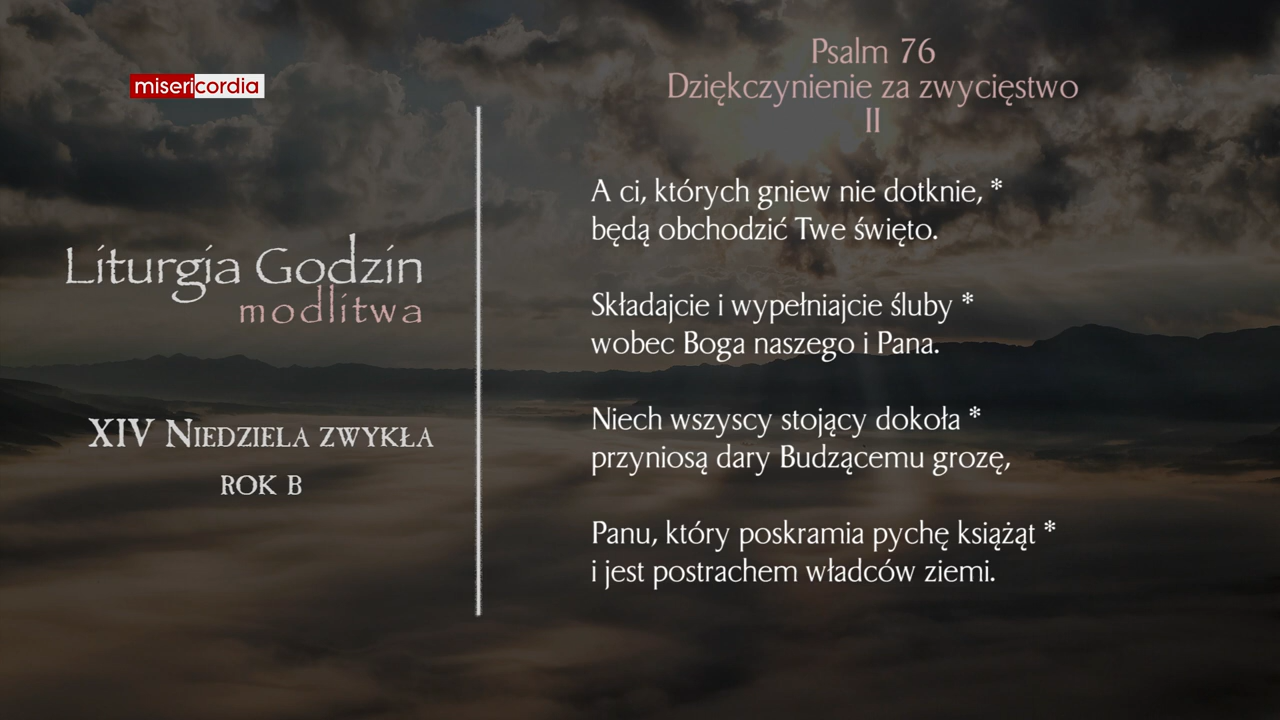 misericordia
Liturgia Godzin
modlitwa
XIV Niedziela zwykła
rok B
Psalm 76
Dziękczynienie za zwycięstwo
II
A ci, których gniew nie dotknie, *
będą obchodzić Twe święto.
Składajcie i wypełniajcie śluby *
wobec Boga naszego i Pana.
Niech wszyscy stojący dokoła *
przyniosą dary Budzącemu grozę,
Panu, który poskramia pychę książąt *
i jest postrachem władców ziemi.